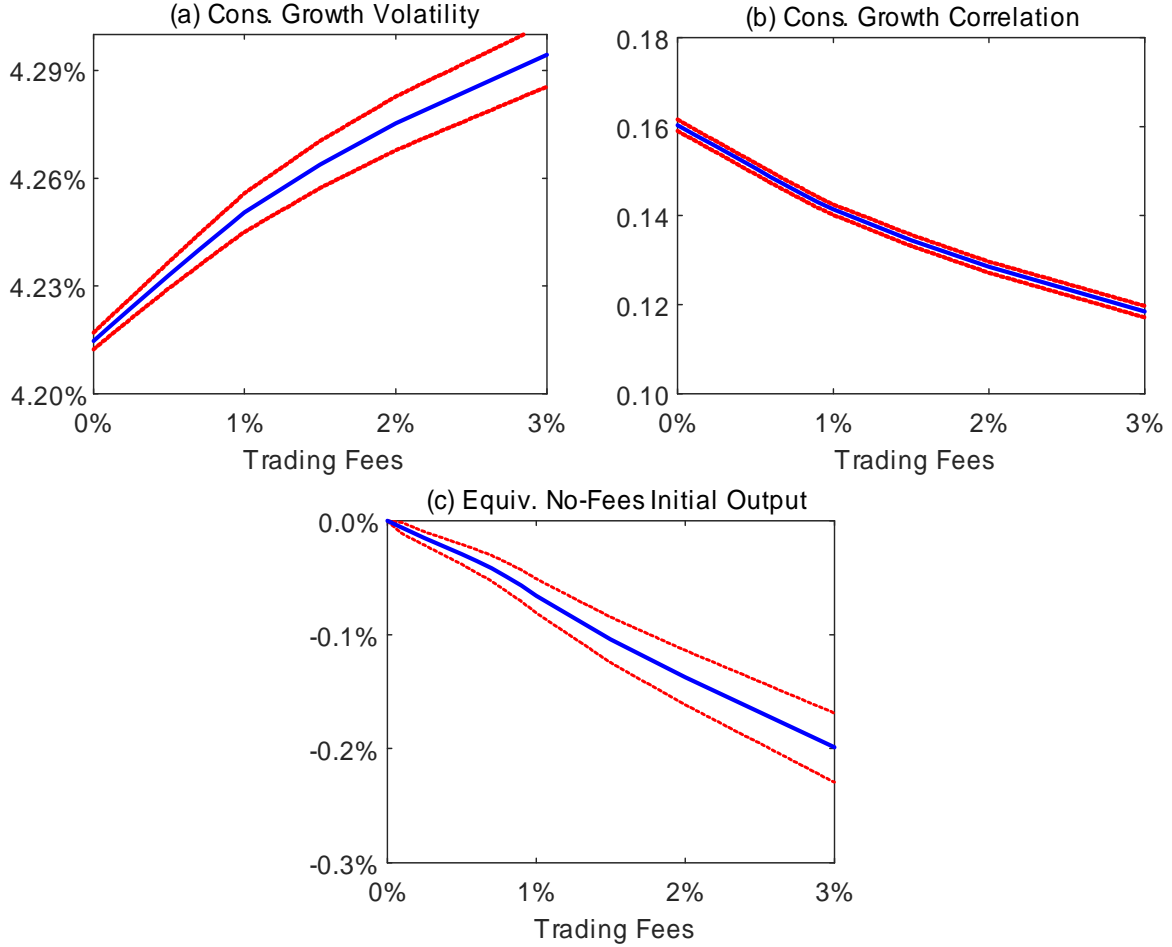 (a) Cons. Growth Volatility
4.29%
4.26%
4.23%
4.20%
0% 1% 2% 3%
Trading Fees
(b) Cons. Growth Correlation
0.18
0.16
0.14
0.12
0.10
0% 1% 2% 3%
Trading Fees
(c) Equiv. No-Fees Initial Output
0.0%
-0.1%
-0.2%
-0.3%
0% 1% 2% 3%
Trading Fees